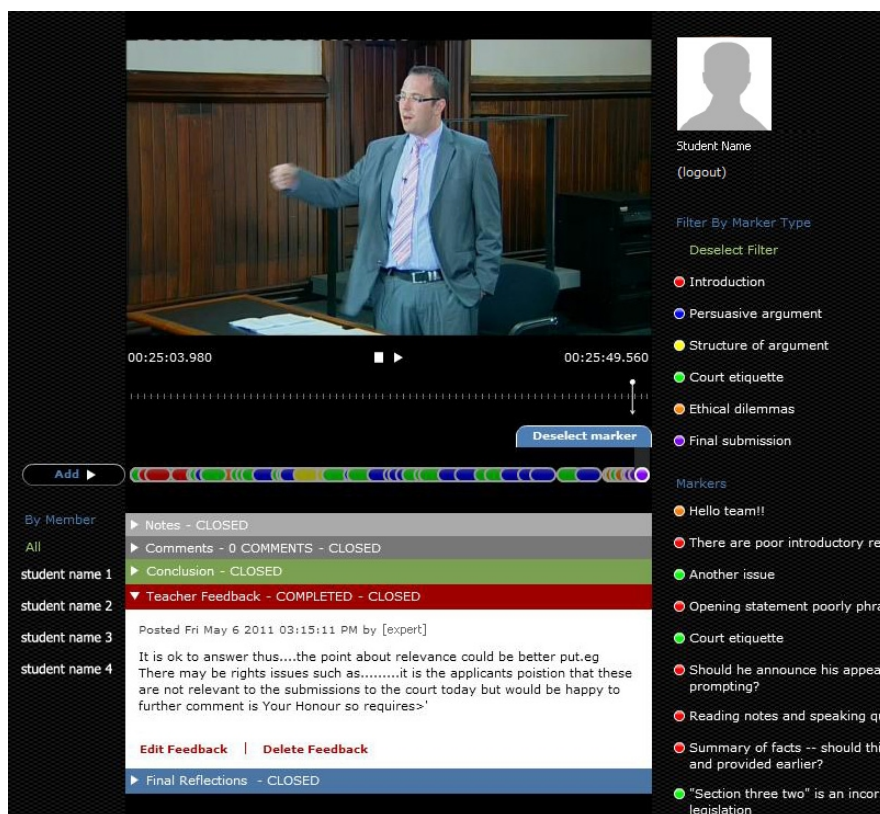 Student Name
(logout)
Filter By Marker Type
Deselect Filter
Introduction
Persuasive argument
Structure of argument
Court etiquette
Ethical dilemmas
Final submission
00:25:03.980
00:25:49.560
Deselect marker
Add
By Member
All
student name 1
student name 2
student name 3
student name 4
Notes - CLOSED
Comments - 0 COMMENTS - CLOSED
Conclusion - CLOSED
Teacher Feedback - COMPLETED - CLOSED
Posted Fri May 6 2011 03:15:11 PM by [expert]
It is ok to answer thus....the point about relevance could be better put.eg
There may be rights issues such as.........it is the applicants poistion that these
are not relevant to the submissions to the court today but would be happy to
further comment is Your Honour so requires>'
Edit Feedback | Delete Feedback
Final Reflections - CLOSED
Markers
Hello team!!
There are poor introductory re
Another issue
Opening statement poorly phra
Court etiquette
Should he announce his appea
prompting?
Reading notes and speaking qu
Summary of facts -- should thi
and provided earlier?
"Section three two" is an incor
legislation